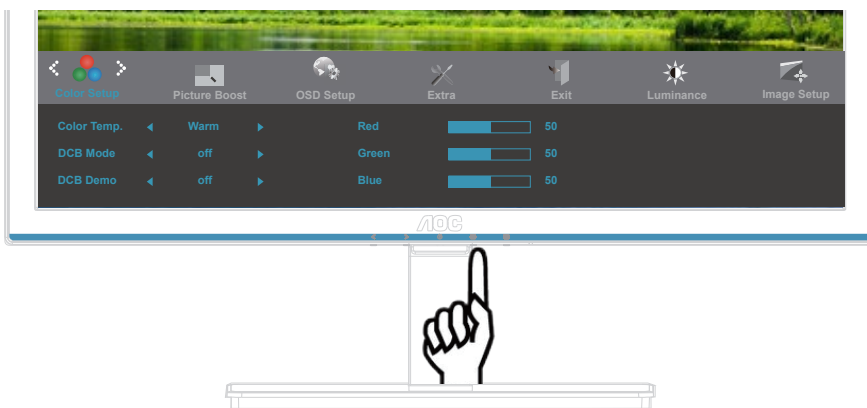 Color Setup Picture Boost OSD Setup Extra Exit Luminance Image Setup
Color Temp. Warm Red 50
DCB Mode off Green 50
DCB Demo off Blue 50
AOC